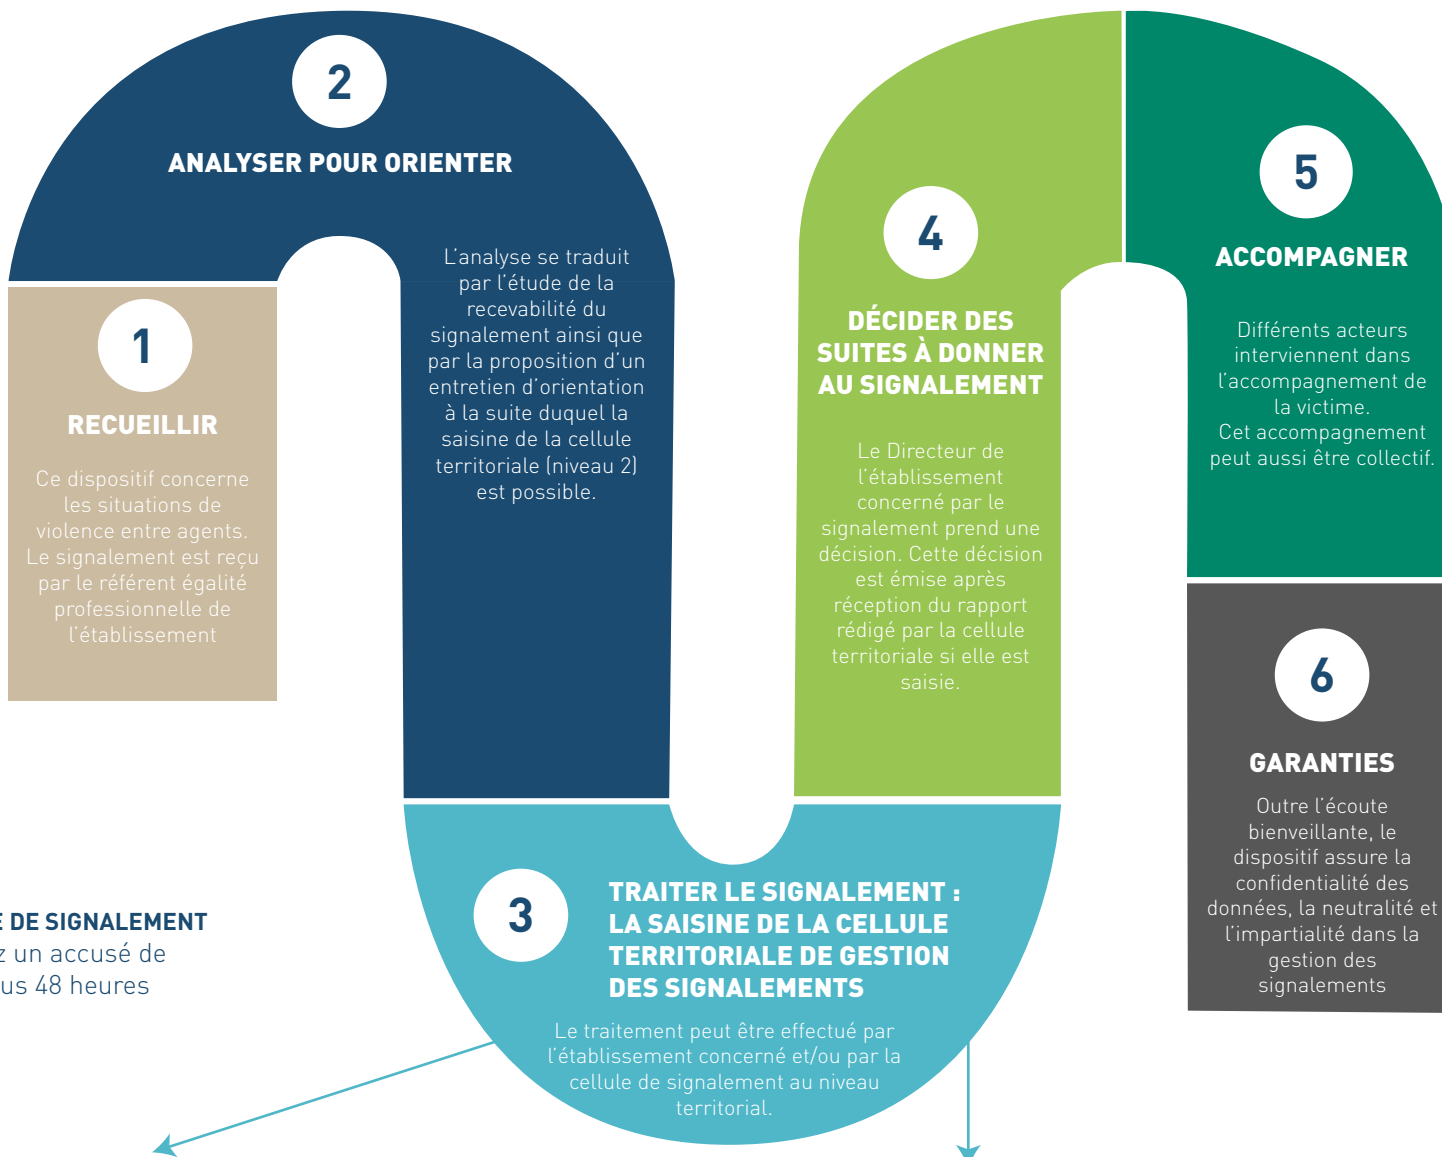 1
RECUEILLIR
Ce dispositif concerne
les situations de
violence entre agents.
Le signalement est reçu
par le référent égalité
professionnelle de
l'établissement
2
ANALYSER POUR ORIENTER
L'analyse se traduit
par l'étude de la
recevabilité du
signalement ainsi que
par la proposition d'un
entretien d'orientation
à la suite duquel la
saisine de la cellule
territoriale (niveau 2)
est possible.
3
TRAITER LE SIGNALEMENT :
LA SAISINE DE LA CELLULE
TERRITORIALE DE GESTION
DES SIGNALEMENTS
Le traitement peut être effectué par
l'établissement concerné et/ou par la
cellule de signalement au niveau
territorial.
4
DÉCIDER DES
SUITES À DONNER
AU SIGNALEMENT
Le Directeur de
l'établissement
concerné par le
signalement prend une
décision. Cette décision
est émise après
réception du rapport
rédigé par la cellule
territoriale si elle est
saisie.
5
ACCOMPAGNER
Différents acteurs
interviennent dans
l'accompagnement de
la victime.
Cet accompagnement
peut aussi être collectif.
6
GARANTIES
Outre l'écoute
bienveillante, le
dispositif assure la
confidentialité des
données, la neutralité et
l'impartialité dans la
gestion des
signalements
DE SIGNALEMENT
un accusé de
48 heures